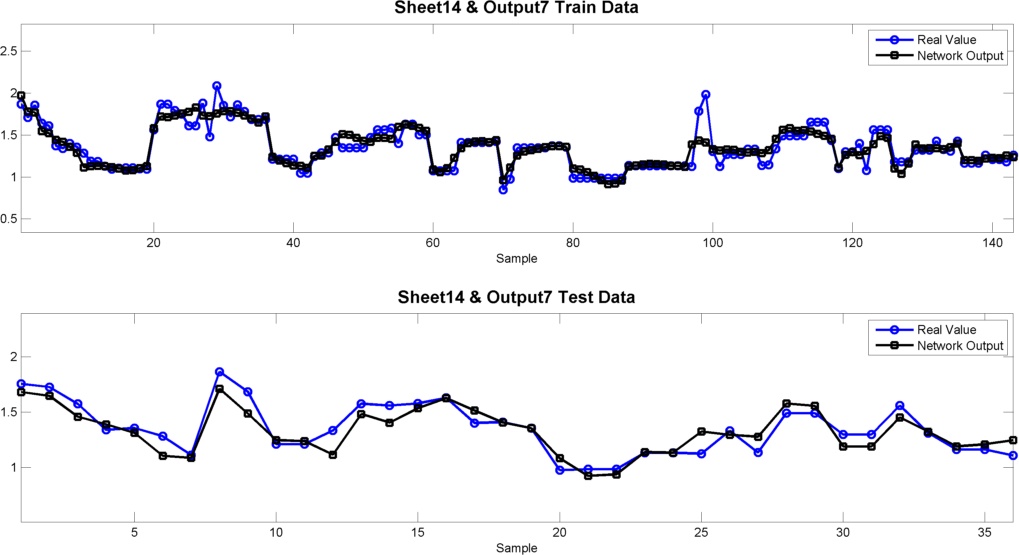 Sheet14 & Output7 Train Data
Real Value
Network Output
2.5
2
1.5
1
0.5
20 40 60 80 100 120 140
Sample
Sheet14 & Output7 Test Data
Real Value
Network Output
2
1.5
1
5 10 15 20 25 30 35
Sample